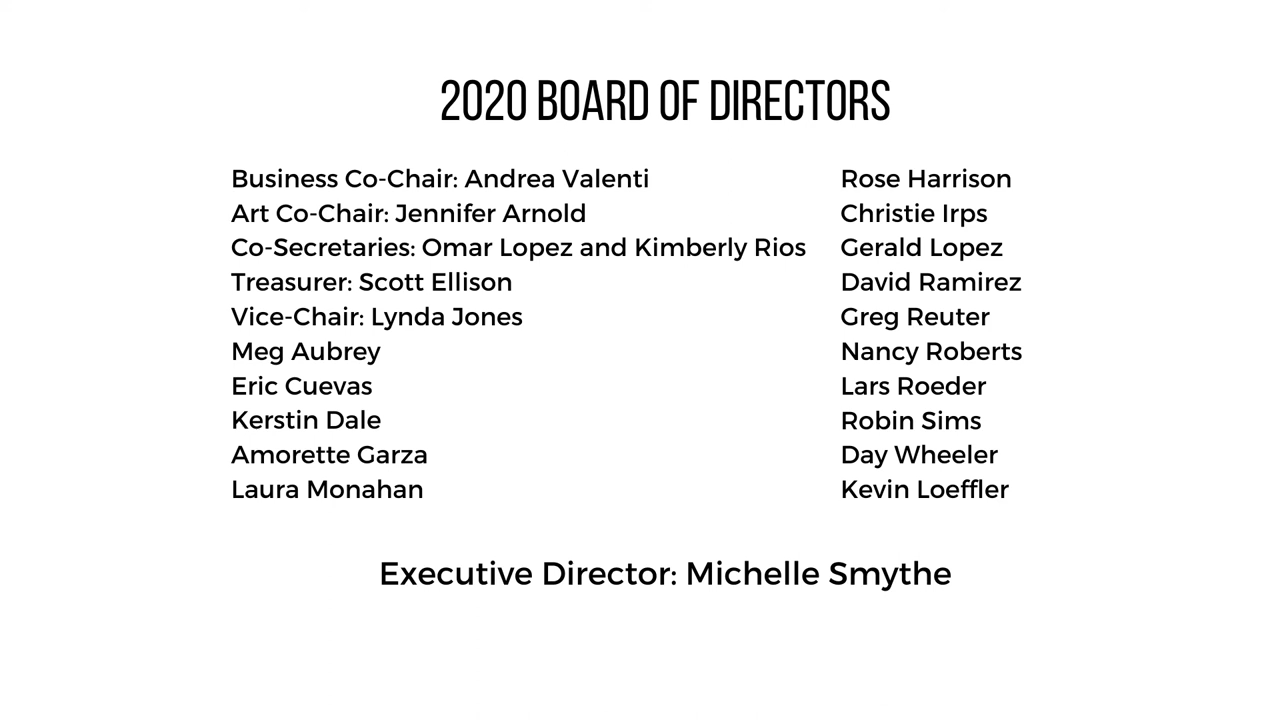 2020 BOARD OF DIRECTORS
Business Co-Chair: Andrea Valenti
Art Co-Chair: Jennifer Arnold
Co-Secretaries: Omar Lopez and Kimberly Rios
Treasurer: Scott Ellison
Vice-Chair: Lynda Jones
Meg Aubrey
Eric Cuevas
Kerstin Dale
Amorette Garza
Laura Monahan
Rose Harrison
Christie Irps
Gerald Lopez
David Ramirez
Greg Reuter
Nancy Roberts
Lars Roeder
Robin Sims
Day Wheeler
Kevin Loeffler
Executive Director: Michelle Smythe